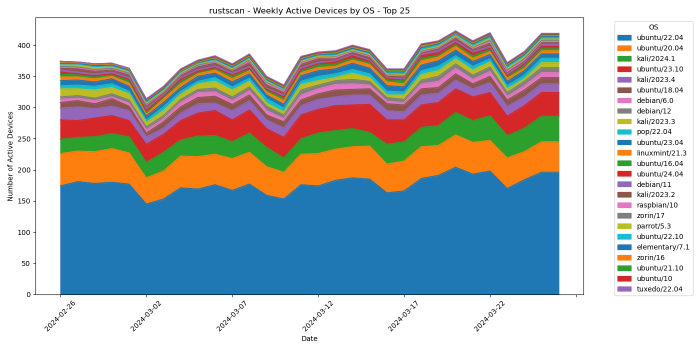 rustscan - Weekly Active Devices by OS - Top 25
Number of Active Devices
400
350
300
250
200
150
100
50
0
2024-02-26
2024-03-02
2024-03-07
2024-03-12
2024-03-17
2024-03-22
Date
OS
ubuntu/22.04
ubuntu/20.04
kali/2024.1
ubuntu/23.10
kali/2023.4
ubuntu/18.04
debian/6.0
debian/12
kali/2023.3
pop/22.04
ubuntu/23.04
linuxmint/21.3
ubuntu/16.04
ubuntu/24.04
debian/11
kali/2023.2
raspbian/10
zorin/17
parrot/5.3
ubuntu/22.10
elementary/7.1
zorin/16
ubuntu/21.10
ubuntu/10
tuxedo/22.04